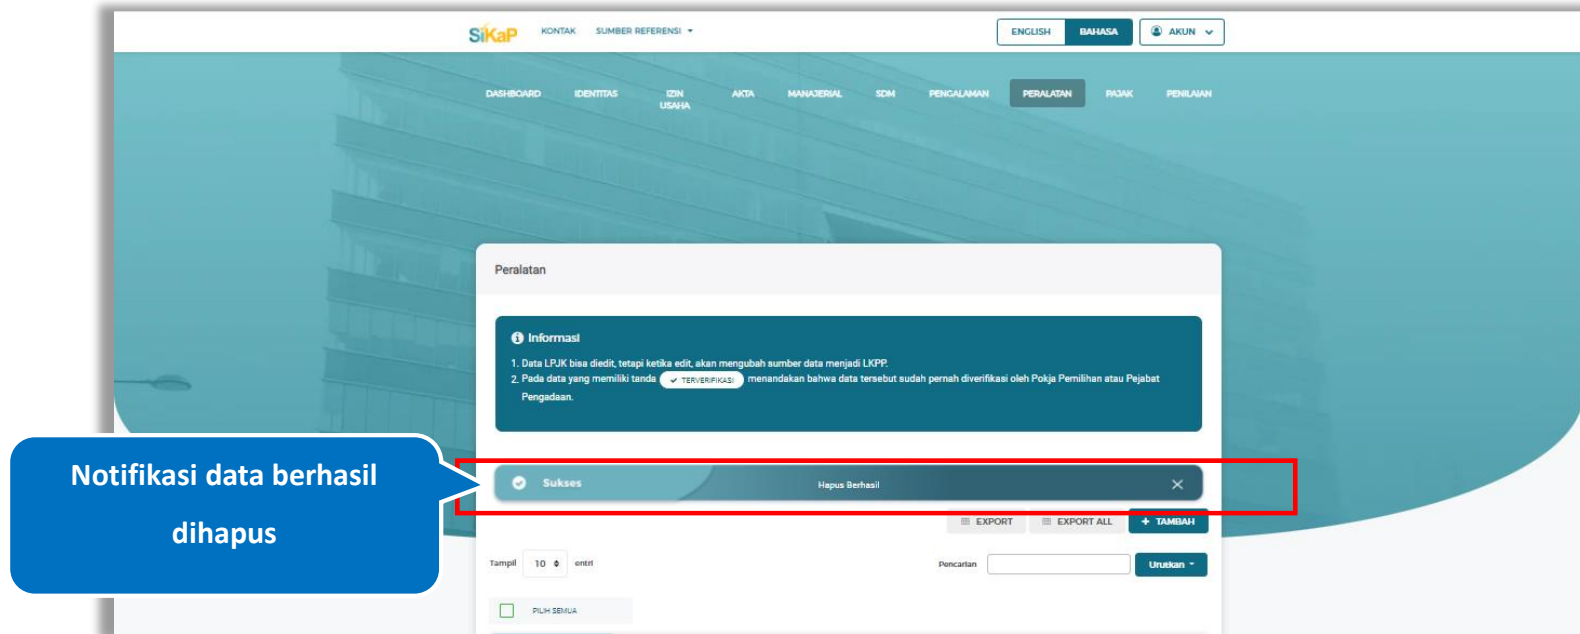 SiKaP
KONTAK
SUMBER REFERENSI
ENGLISH
BAHASA
AKUN
DASHBOARD
IDENTITAS
IZIN
USAHA
AKTA
MANAJERIAL
SDM
PENGALAMAN
PERALATAN
PAJAK
PENILAIAN
Peralatan
Informasi
1. Data LPJK bisa diedit, tetapi ketika edit, akan mengubah sumber data menjadi LKPP.
2. Pada data yang memiliki tanda TERVERIFIKASI menandakan bahwa data tersebut sudah pernah diverifikasi oleh Pokja Pemilihan atau Pejabat
Pengadaan.
Notifikasi data berhasil
dihapus
Sukses
Hapus Berhasil
EXPORT
EXPORT ALL
+ TAMBAH
Tampil 10 entri
Pencarian
Urutkan
PILIH SEMUA